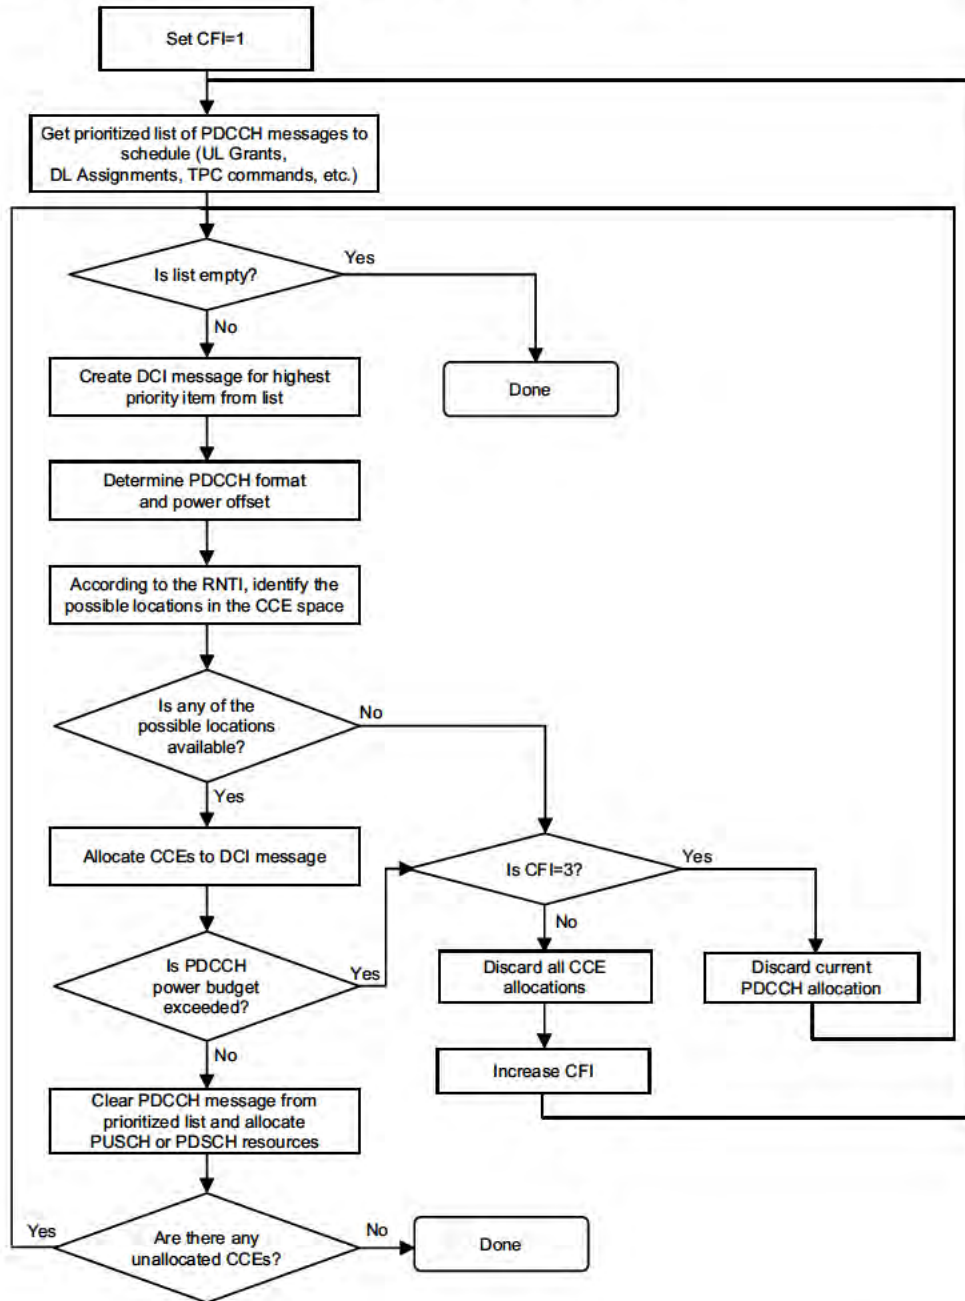 Set CFI=1
Get prioritized list of PDCCH messages to
schedule (UL Grants,
DL Assignments, TPC commands, etc.)
Is list empty?
Yes
No
Create DCI message for highest
priority item from list
Done
Determine PDCCH format
and power offset
According to the RNTI, identify the
possible locations in the CCE space
Is any of the
possible locations
available?
No
Yes
Allocate CCEs to DCI message
Is CFI=3?
Yes
No
Is PDCCH
power budget
exceeded?
Yes
No
Discard all CCE
allocations
Discard current
PDCCH allocation
Increase CFI
Clear PDCCH message from
prioritized list and allocate
PUSCH or PDSCH resources
Are there any
unallocated CCEs?
Yes
No
Done